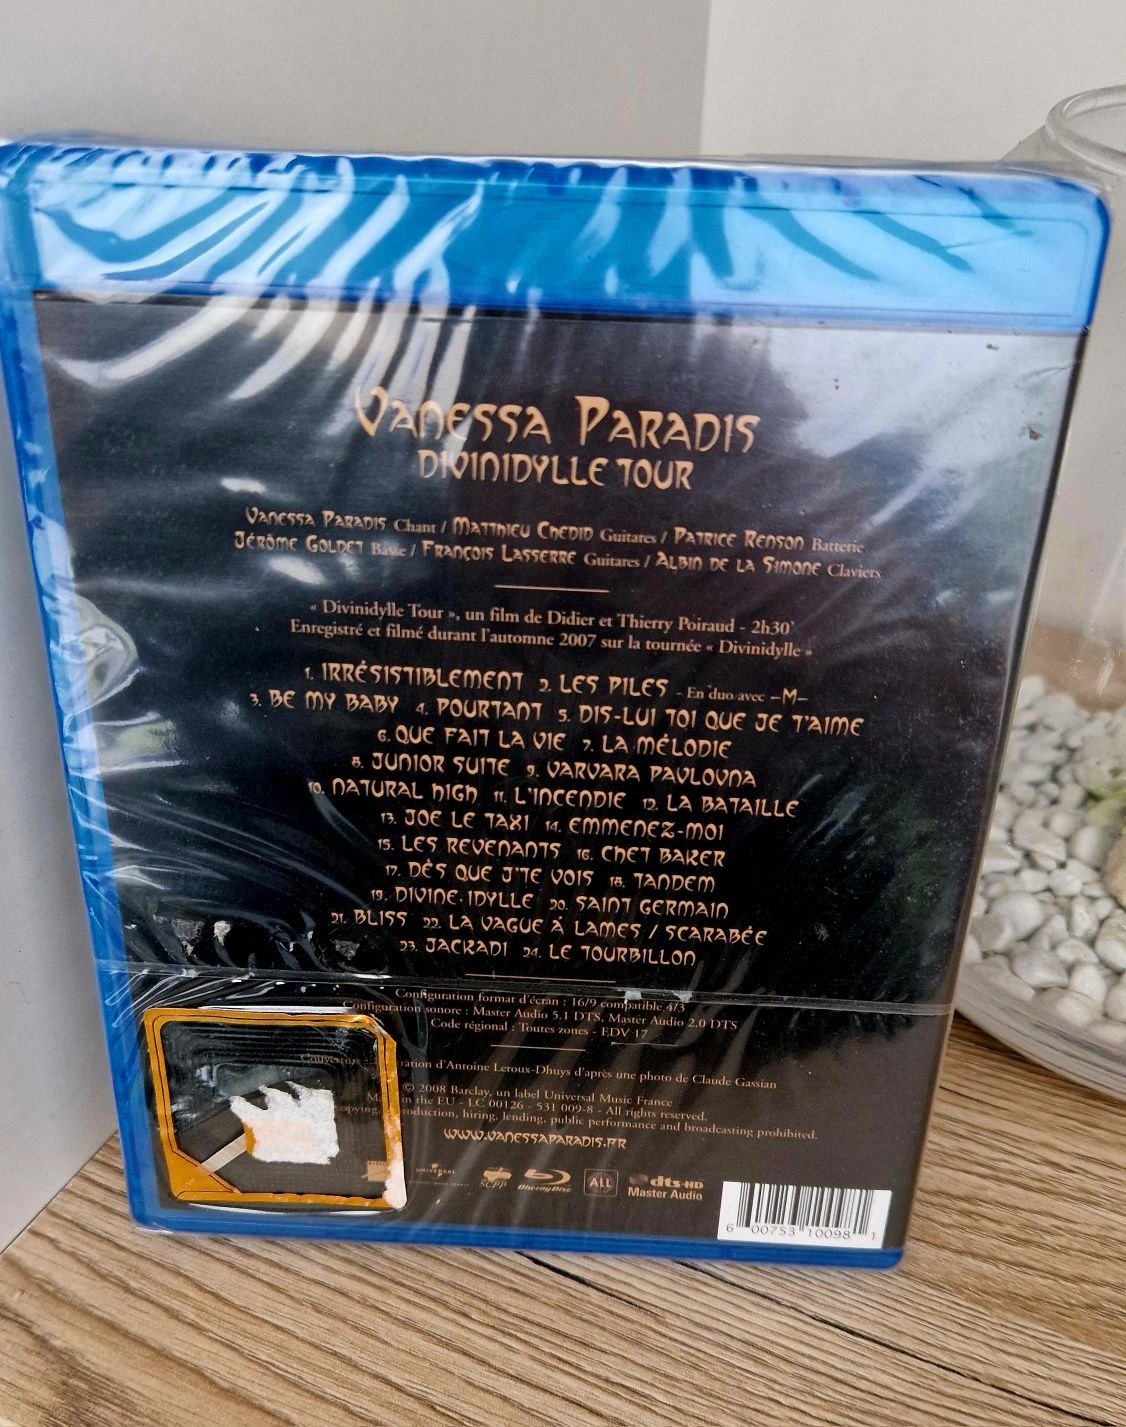 Vanessa Paradis
Divinidylle Tour
Vanessa Paradis Chant / Matthieu Chedid Guitares / Patrice Renson Batterie
Jérôme Goldet Basse / François Lasserre Guitares / Albin de la Simone Claviers
« Divinidylle Tour », un film de Didier et Thierry Poiraud - 2h30'
Enregistré et filmé durant l'automne 2007 sur la tournée « Divinidylle »
1. IRRÉSISTIBLEMENT 2. LES PILES - En duo avec –M–
3. BE MY BABY 4. POURTANT 5. DIS-LUI TOI QUE JE T'AIME
6. QUE FAIT LA VIE 7. LA MÉLODIE
8. JUNIOR SUITE 9. VARVARA PAVLOVNA
10. NATURAL HIGH 11. L'INCENDIE 12. LA BATAILLE
13. JOE LE TAXI 14. EMMENEZ-MOI
15. LES REVENANTS 16. CHET BAKER
17. DÈS QUE J'TE VOIS 18. TANDEM
19. DIVINE IDYLLE 20. SAINT GERMAIN
21. BLISS 22. LA VAGUE À LAMES / SCARABÉE
23. JACKADI 24. LE TOURBILLON
Configuration format d'écran : 16/9 compatible 4/3
Configuration sonore : Master Audio 5.1 DTS, Master Audio 2.0 DTS
Code régional : Toutes zones - EDV 17
Couverture d'Antoine Leroux-Dhuys d'après une photo de Claude Gassian
© 2008 Barclay, un label Universal Music France
in the EU - LC 00126 - 531 009-8 - All rights reserved.
copying, hiring, lending, public performance and broadcasting prohibited.
www.vanessaparadis.fr
UNIVERSAL SCPP Blu-ray Disc ALL dts-HD
Master Audio
6 00753 10098 1